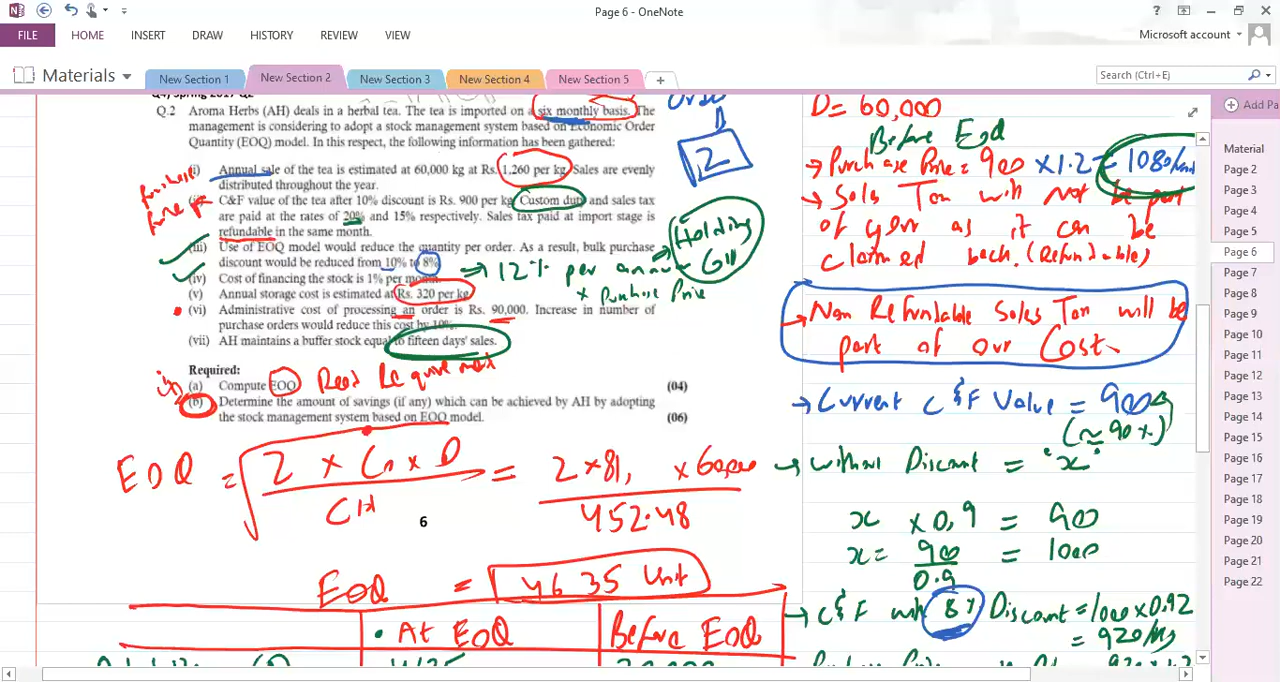 Page 6 - OneNote
Microsoft account
FILE HOME INSERT DRAW HISTORY REVIEW VIEW
Materials New Section 1 New Section 2 New Section 3 New Section 4 New Section 5
Search (Ctrl+E)
Add Page
Q.2 Aroma Herbs (AH) deals in a herbal tea. The tea is imported on a six monthly basis. The
management is considering to adopt a stock management system based on Economic Order
Quantity (EOQ) model. In this respect, the following information has been gathered:
(i) Annual sale of the tea is estimated at 60,000 kg at Rs. 1,260 per kg. Sales are evenly
distributed throughout the year.
C&F value of the tea after 10% discount is Rs. 900 per kg. Custom duty and sales tax
are paid at the rates of 20% and 15% respectively. Sales tax paid at import stage is
refundable in the same month.
(iii) Use of EOQ model would reduce the quantity per order. As a result, bulk purchase
discount would be reduced from 10% to 8%.
(iv) Cost of financing the stock is 1% per month.
(v) Annual storage cost is estimated at Rs. 320 per kg.
(vi) Administrative cost of processing an order is Rs. 90,000. Increase in number of
purchase orders would reduce this cost by 10%.
(vii) AH maintains a buffer stock equal to fifteen days' sales.
Required:
(a) Compute EOQ Read Requirement (04)
(b) Determine the amount of savings (if any) which can be achieved by AH by adopting
the stock management system based on EOQ model. (06)
Order
2
Holding
12% per annum
x Purchase Price
EOQ = 2 x Co x D = 2 x 81, x 60,000
CH 452.48
6
EOQ = 4635 Unit
At EOQ Before EOQ
D = 60,000
Before EOQ
Purchase Price = 900 x 1.2 = 1080/
Sales Tax will Not be part
of your as it can be
claimed back. (Refundable)
Non Refundable Sales Tax will be
part of our Cost.
Current C&F Value = 900
(≈ 90%)
without Discount = "x"
x x 0.9 = 900
x = 900 = 1000
0.9
C&F with 8% Discount = 1000 x 0.92
= 920/kg
Material
Page 2
Page 3
Page 4
Page 5
Page 6
Page 7
Page 8
Page 9
Page 10
Page 11
Page 12
Page 13
Page 14
Page 15
Page 16
Page 17
Page 18
Page 19
Page 20
Page 21
Page 22